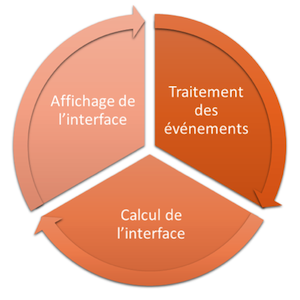 Affichage de
l'interface
Traitement
des
événements
Calcul de
l'interface